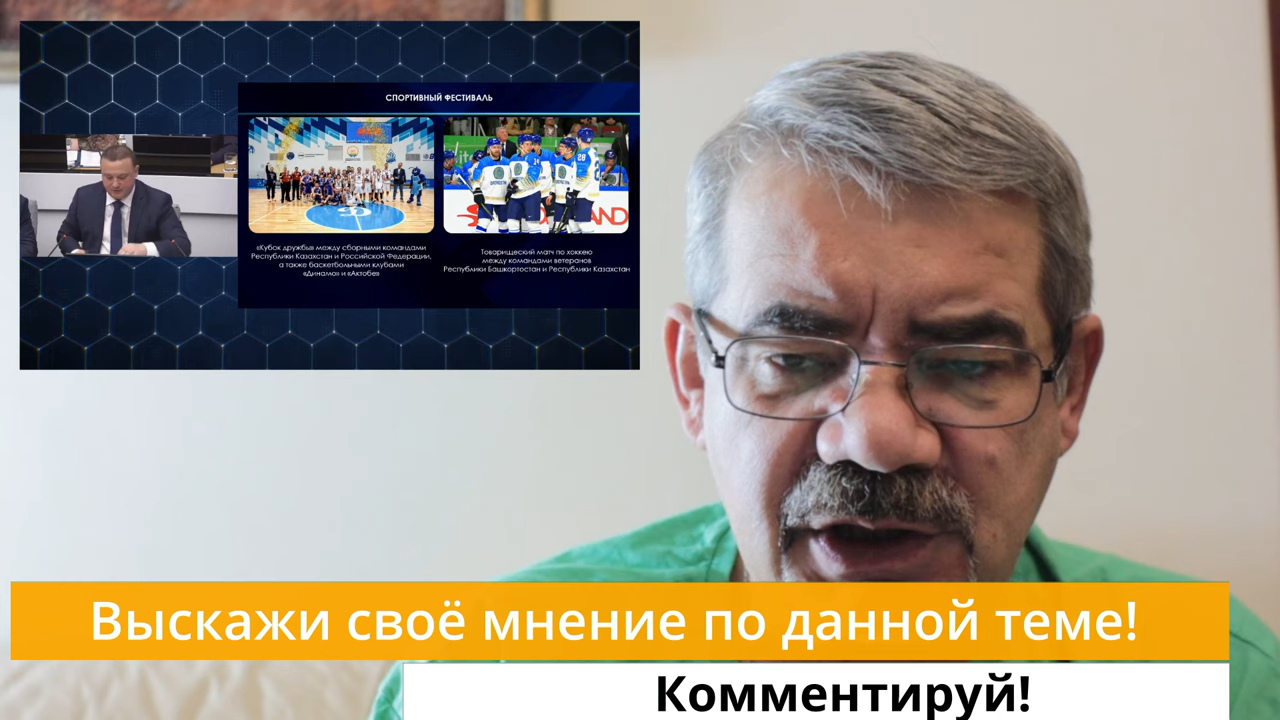 СПОРТИВНЫЙ ФЕСТИВАЛЬ
«Кубок дружбы» между сборными командами
Республики Казахстан и Российской Федерации,
а также баскетбольными клубами
«Динамо» и «Актобе»
Товарищеский матч по хоккею
между командами ветеранов
Республики Башкортостан и Республики Казахстан
Выскажи своё мнение по данной теме!
Комментируй!